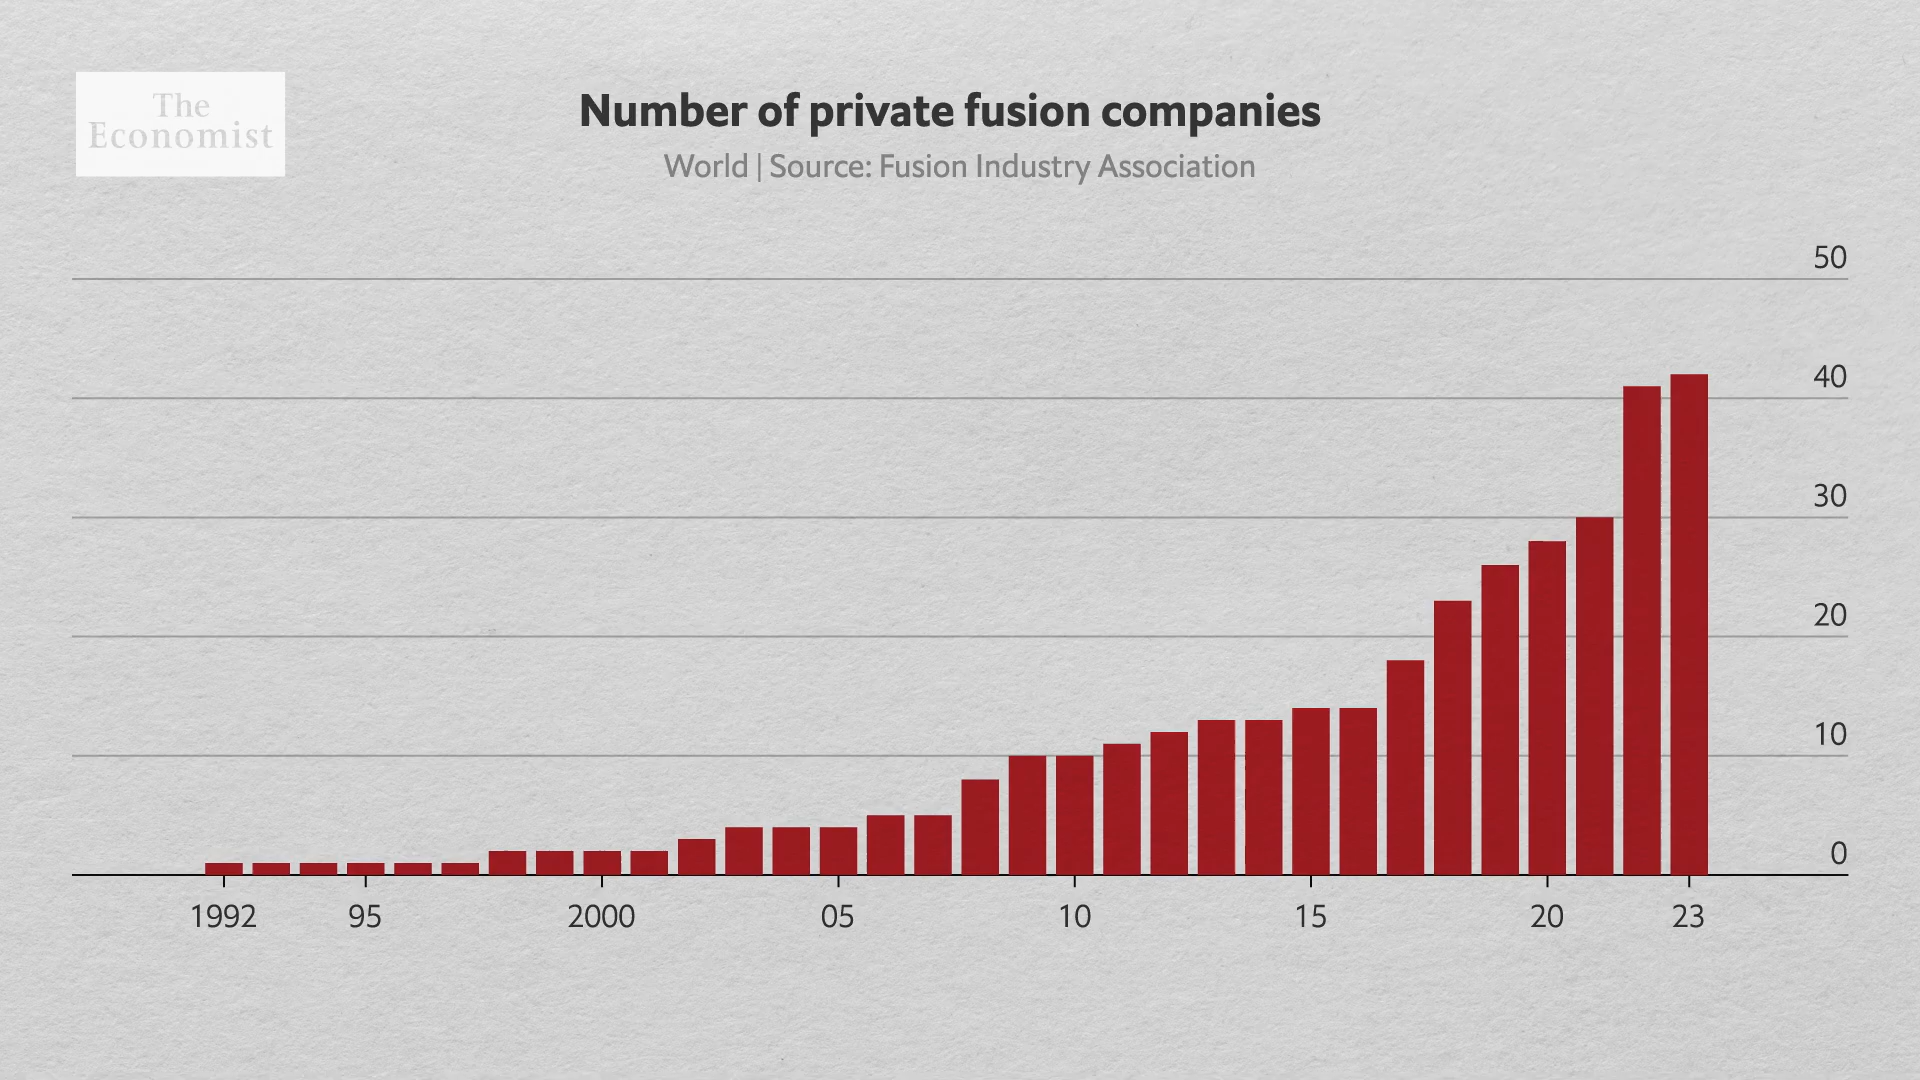 The
Economist
Number of private fusion companies
World | Source: Fusion Industry Association
50
40
30
20
10
0
1992 95 2000 05 10 15 20 23